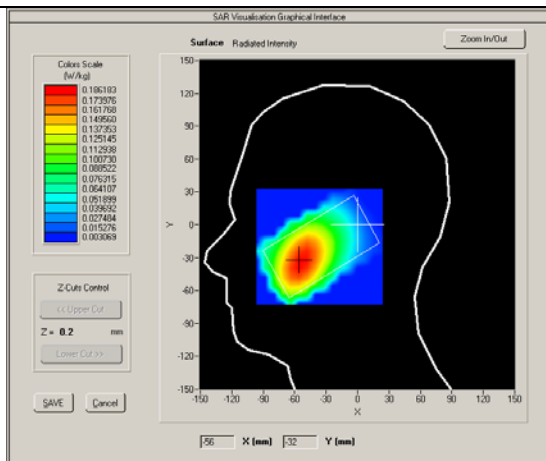 SAR Visualisation Graphical Interface
Surface Radiated Intensity
Zoom In/Out
Colors Scale
(W/kg)
0.186183
0.173976
0.161768
0.149560
0.137353
0.125145
0.112938
0.100730
0.088522
0.076315
0.064107
0.051899
0.039692
0.027484
0.015276
0.003069
Z-Cuts Control
<< Upper Cut
Z = 0.2 mm
Lower Cut >>
SAVE Cancel
150
120
90
60
30
0
-30
-60
-90
-120
-150
Y
-150 -120 -90 -60 -30 0 30 60 90 120 150
X
-56 X (mm) -32 Y (mm)